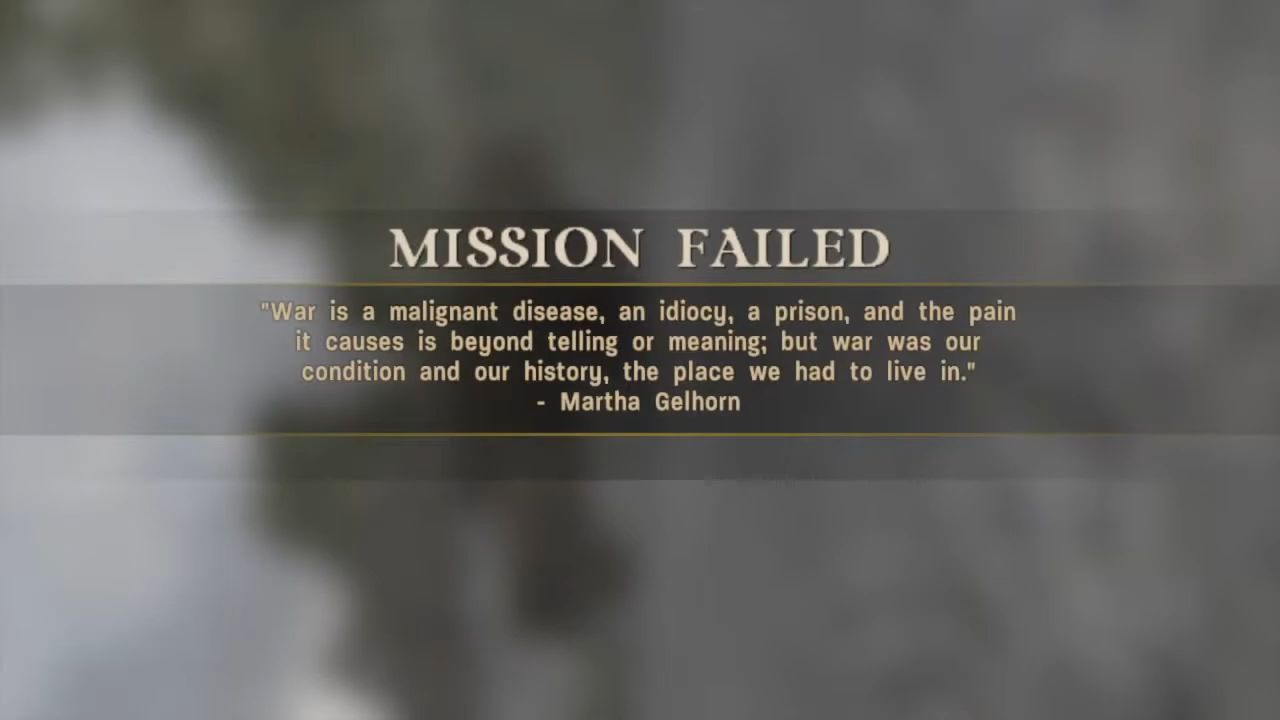 MISSION FAILED
"War is a malignant disease, an idiocy, a prison, and the pain
it causes is beyond telling or meaning; but war was our
condition and our history, the place we had to live in."
- Martha Gelhorn